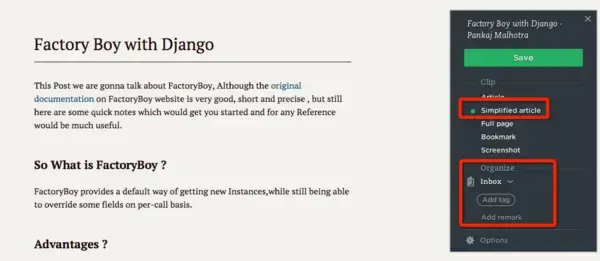 Factory Boy with Django
This Post we are gonna talk about FactoryBoy, Although the original
documentation on FactoryBoy website is very good, short and precise , but still
here are some quick notes which would get you started and for any Reference
would be much useful.
So What is FactoryBoy ?
FactoryBoy provides a default way of getting new Instances,while still being able
to override some fields on per-call basis.
Advantages ?
Factory Boy with Django -
Pankaj Malhotra
Save
Clip
Article
Simplified article
Full page
Bookmark
Screenshot
Organize
Inbox
Add tag
Add remark
Options